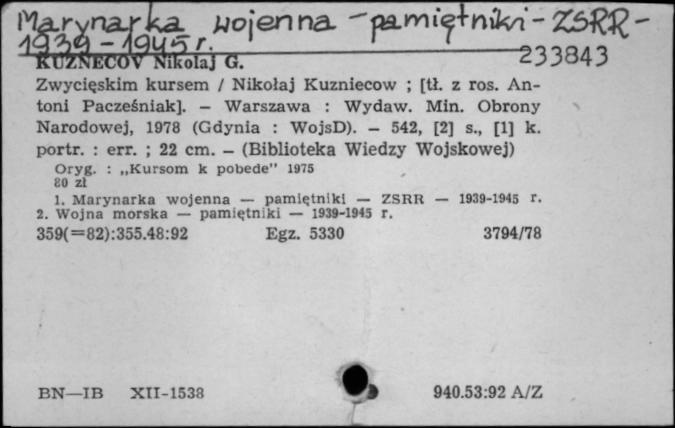 Marynarka wojenna - pamiętniki - ZSRR -
1939 - 1945 r.
233843
KUZNECOV Nikolaj G.
Zwycięskim kursem / Nikołaj Kuzniecow ; [tł. z ros. An-
toni Pacześniak]. — Warszawa : Wydaw. Min. Obrony
Narodowej, 1978 (Gdynia : WojsD). — 542, [2] s., [1] k.
portr. : err. ; 22 cm. — (Biblioteka Wiedzy Wojskowej)
Oryg. : „Kursom k pobede" 1975
80 zł
1. Marynarka wojenna — pamiętniki — ZSRR — 1939-1945 r.
2. Wojna morska — pamiętniki — 1939-1945 r.
359(=82):355.48:92 Egz. 5330 3794/78
BN—IB XII-1538 940.53:92 A/Z